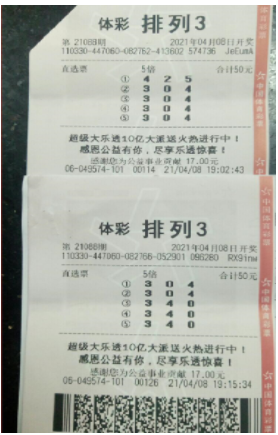 体彩 排列3
第 21088期 2021年04月08日开奖
110330-447060-082752-413602 574736 JeEumA
直选票 5倍 合计50元
① 4 2 5
② 3 0 4
③ 3 0 4
④ 3 0 4
⑤ 3 0 4
超级大乐透10亿大派送火热进行中！
感恩公益有你，尽享乐透惊喜！
感谢您为公益事业贡献 17.00元
06-049574-101 00114 21/04/08 19:02:43
体彩 排列3
第 21088期 2021年04月08日开奖
110330-447060-082766-052901 098280 RX91nw
直选票 5倍 合计50元
① 3 0 4
② 3 0 4
③ 3 4 0
④ 3 4 0
⑤ 3 4 0
超级大乐透10亿大派送火热进行中！
感恩公益有你，尽享乐透惊喜！
感谢您为公益事业贡献 17.00元
06-049574-101 00126 21/04/08 19:15:34